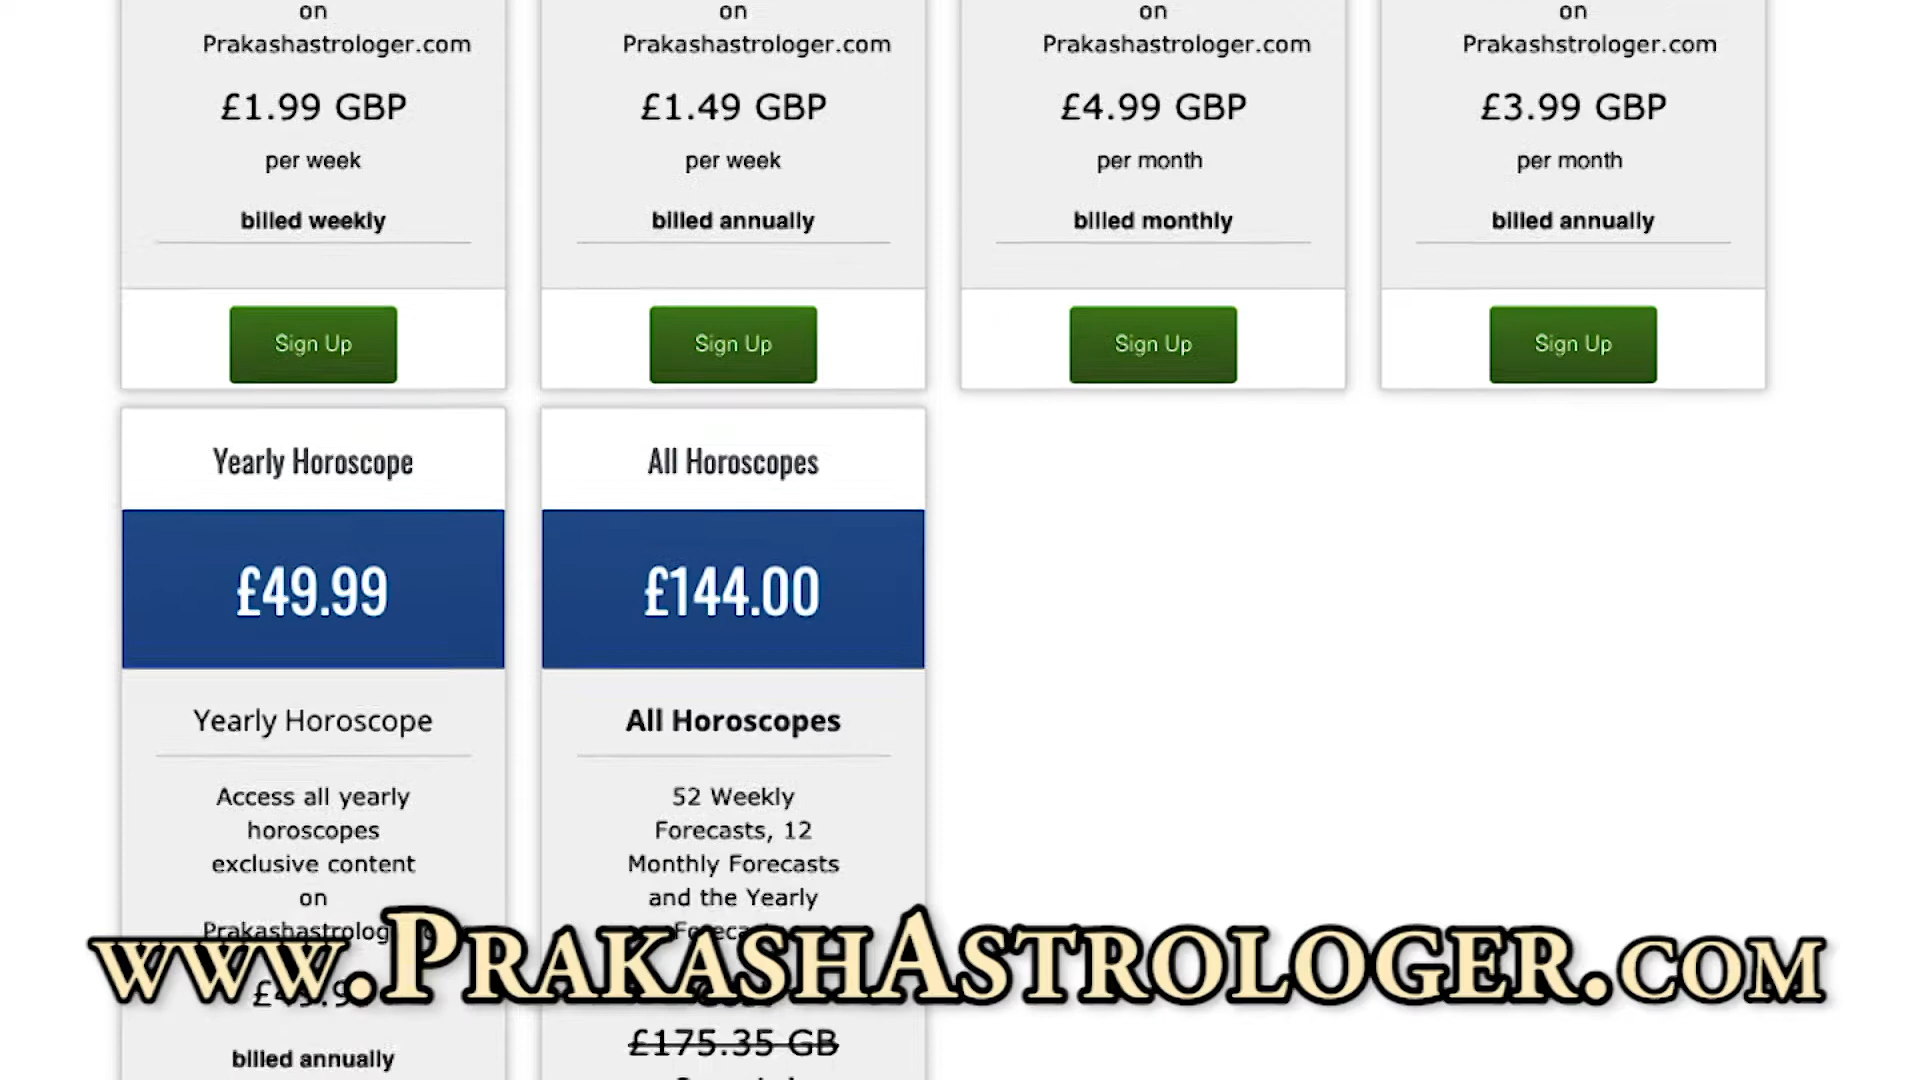 on
Prakashastrologer.com
£1.99 GBP
per week
billed weekly
Sign Up
on
Prakashastrologer.com
£1.49 GBP
per week
billed annually
Sign Up
on
Prakashastrologer.com
£4.99 GBP
per month
billed monthly
Sign Up
on
Prakashstrologer.com
£3.99 GBP
per month
billed annually
Sign Up
Yearly Horoscope
£49.99
Yearly Horoscope
Access all yearly
horoscopes
exclusive content
on
billed annually
All Horoscopes
£144.00
All Horoscopes
52 Weekly
Forecasts, 12
Monthly Forecasts
and the Yearly
£175.35 GB
www.PrakashAstrologer.com